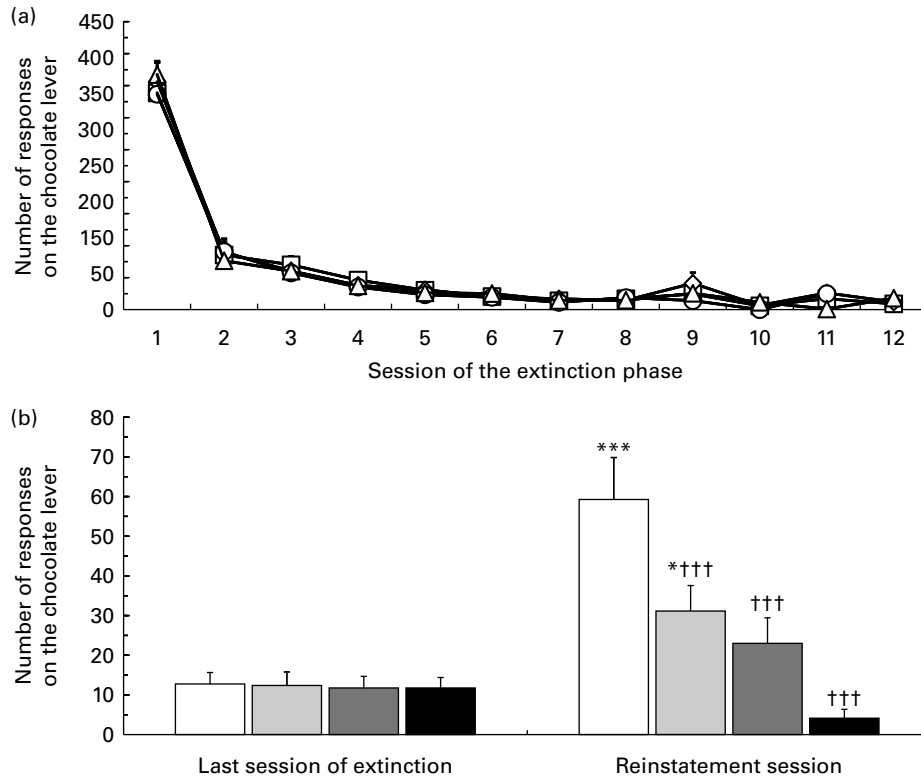 (a)
Number of responses
on the chocolate lever
450
400
350
300
200
200
150
50
0
1 2 3 4 5 6 7 8 9 10 11 12
Session of the extinction phase
(b)
Number of responses
on the chocolate lever
80
70
60
50
40
30
20
10
0
***
*†††
†††
†††
Last session of extinction
Reinstatement session